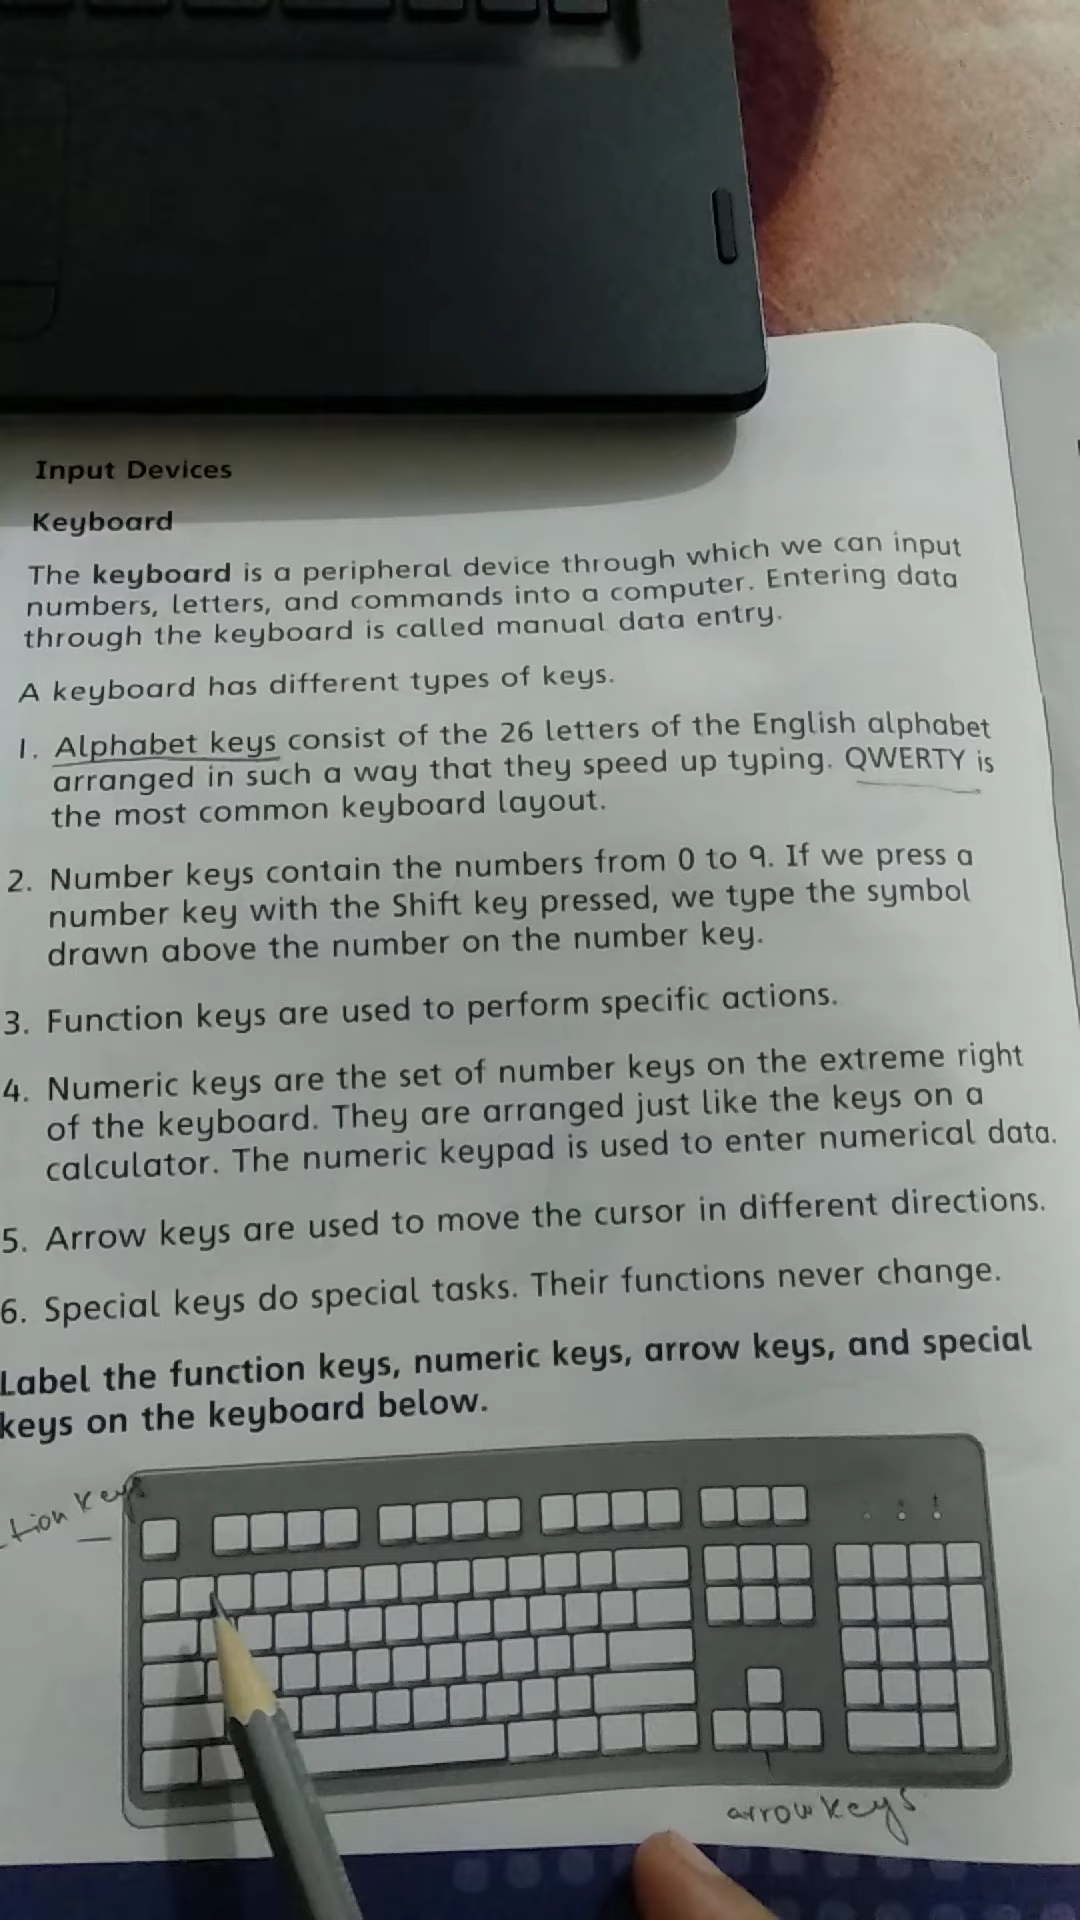 Input Devices
Keyboard
The keyboard is a peripheral device through which we can input
numbers, letters, and commands into a computer. Entering data
through the keyboard is called manual data entry.
A keyboard has different types of keys.
1. Alphabet keys consist of the 26 letters of the English alphabet
arranged in such a way that they speed up typing. QWERTY is
the most common keyboard layout.
2. Number keys contain the numbers from 0 to 9. If we press a
number key with the Shift key pressed, we type the symbol
drawn above the number on the number key.
3. Function keys are used to perform specific actions.
4. Numeric keys are the set of number keys on the extreme right
of the keyboard. They are arranged just like the keys on a
calculator. The numeric keypad is used to enter numerical data.
5. Arrow keys are used to move the cursor in different directions.
6. Special keys do special tasks. Their functions never change.
Label the function keys, numeric keys, arrow keys, and special
keys on the keyboard below.
tion keys
arrow keys